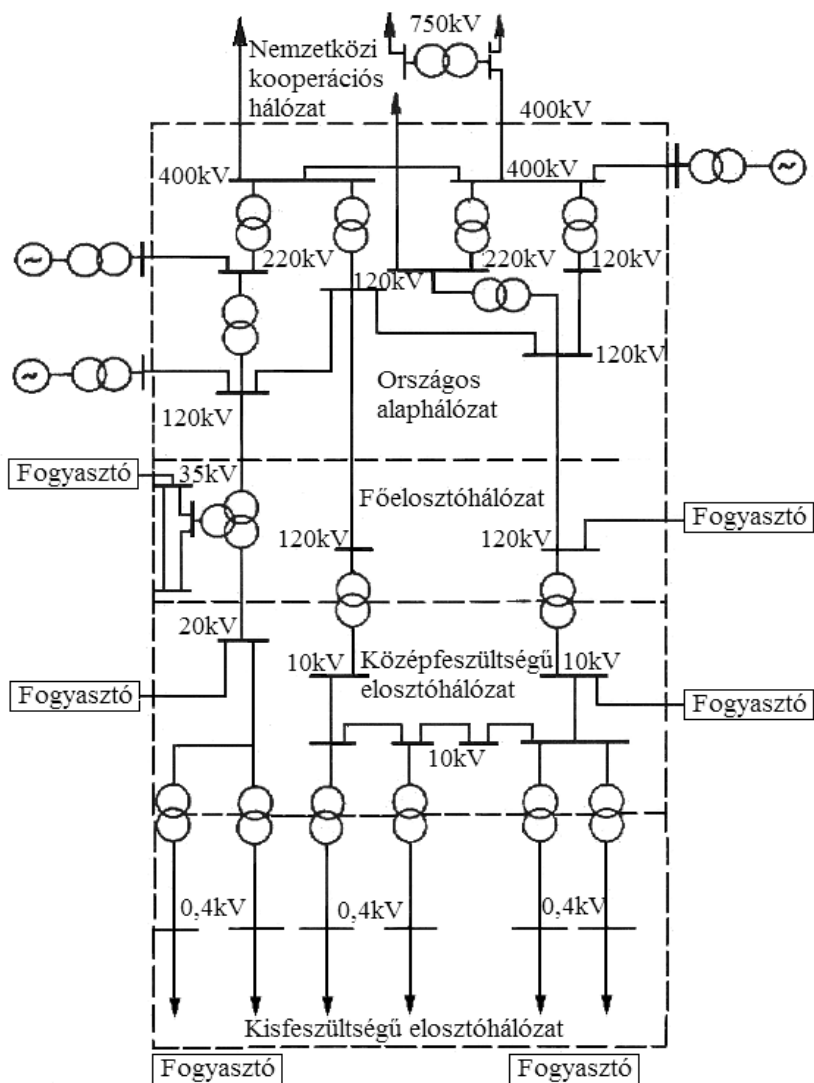 750kV
Nemzetközi
kooperációs
hálózat
400kV
400kV
400kV
~
220kV
220kV
120kV
~
120kV
120kV
~
Országos
alaphálózat
120kV
Fogyasztó
35kV
Főelosztóhálózat
Fogyasztó
120kV
120kV
20kV
Középfeszültségű
elosztóhálózat
10kV
10kV
Fogyasztó
Fogyasztó
10kV
0,4kV
0,4kV
0,4kV
Kisfeszültségű elosztóhálózat
Fogyasztó
Fogyasztó